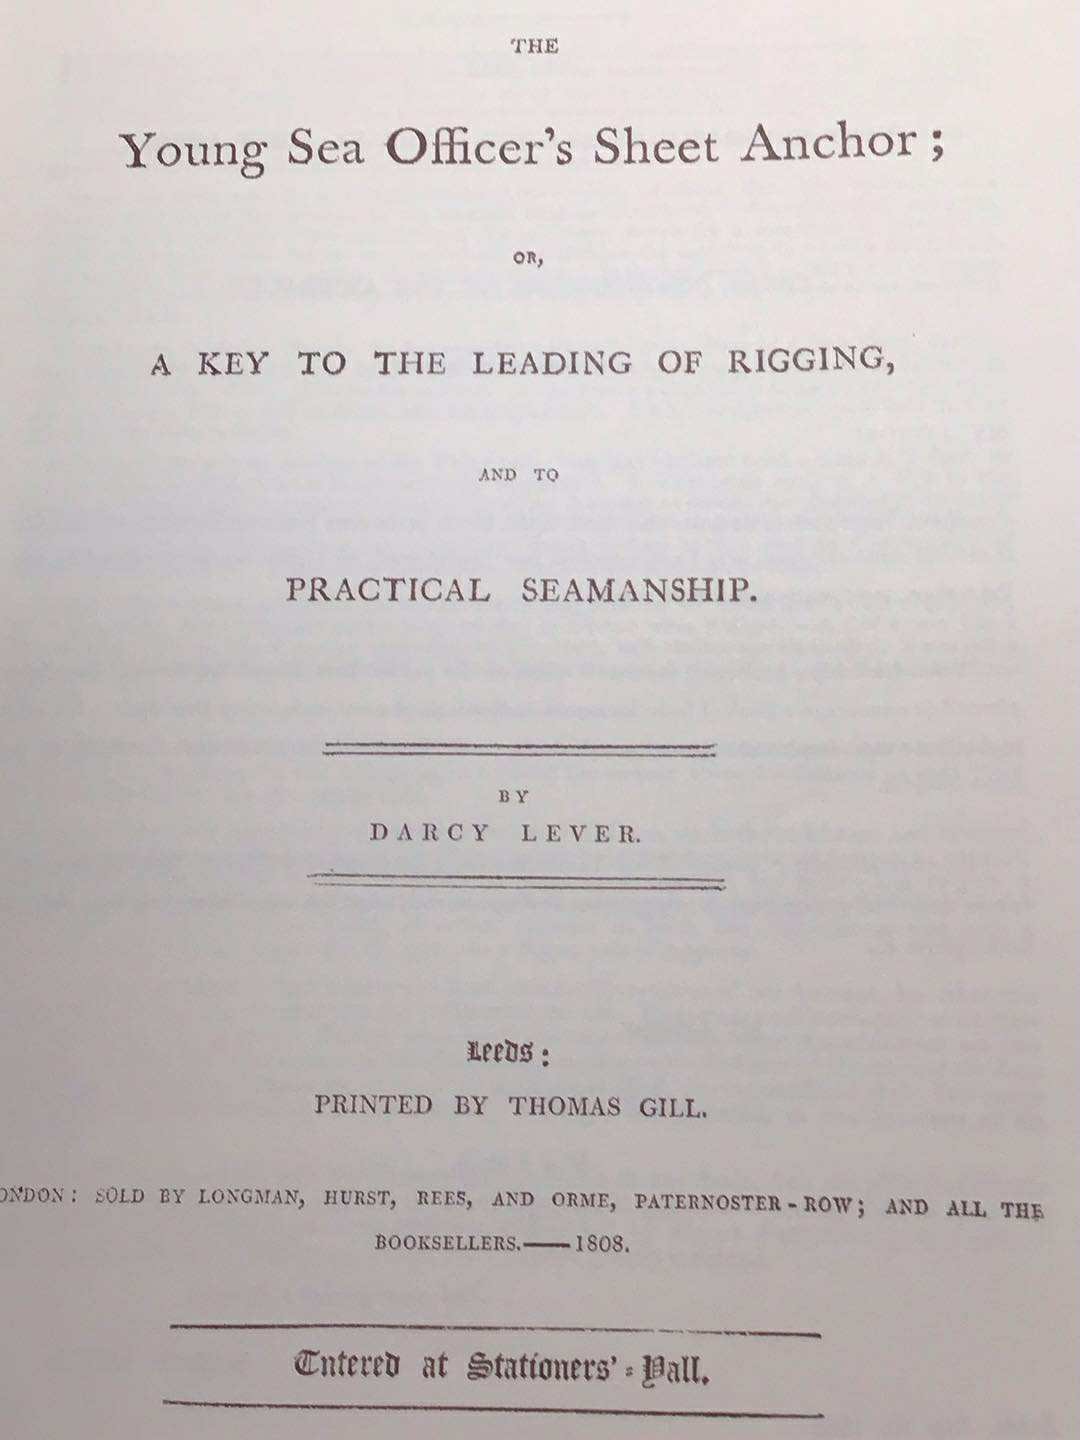 THE
Young Sea Officer's Sheet Anchor;
OR,
A KEY TO THE LEADING OF RIGGING,
AND TO
PRACTICAL SEAMANSHIP.
BY
DARCY LEVER.
Leeds:
PRINTED BY THOMAS GILL.
ONDON: SOLD BY LONGMAN, HURST, REES, AND ORME, PATERNOSTER-ROW; AND ALL THE
BOOKSELLERS.—1808.
Entered at Stationers'-Hall.